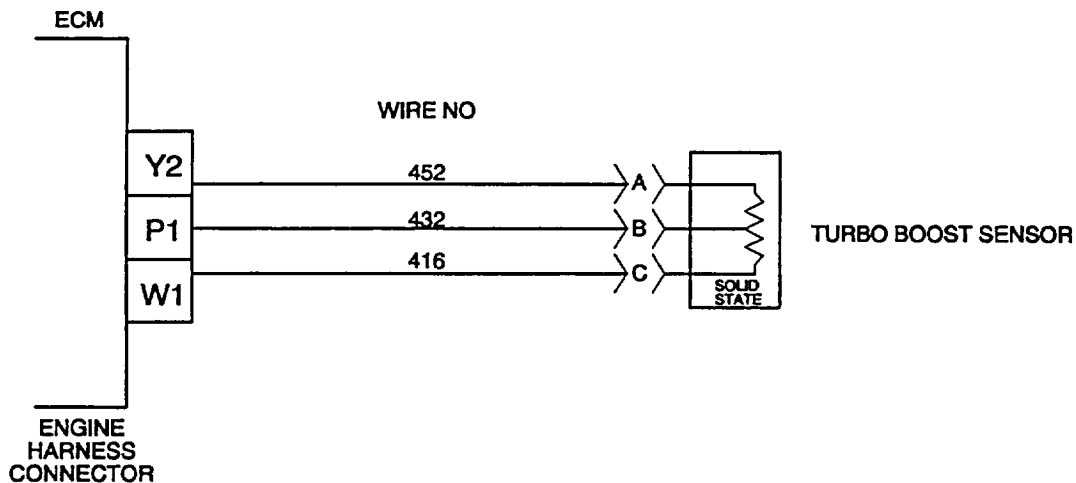 ECM
WIRE NO
Y2
452
A
P1
432
B
TURBO BOOST SENSOR
416
C
W1
SOLID
STATE
ENGINE
HARNESS
CONNECTOR